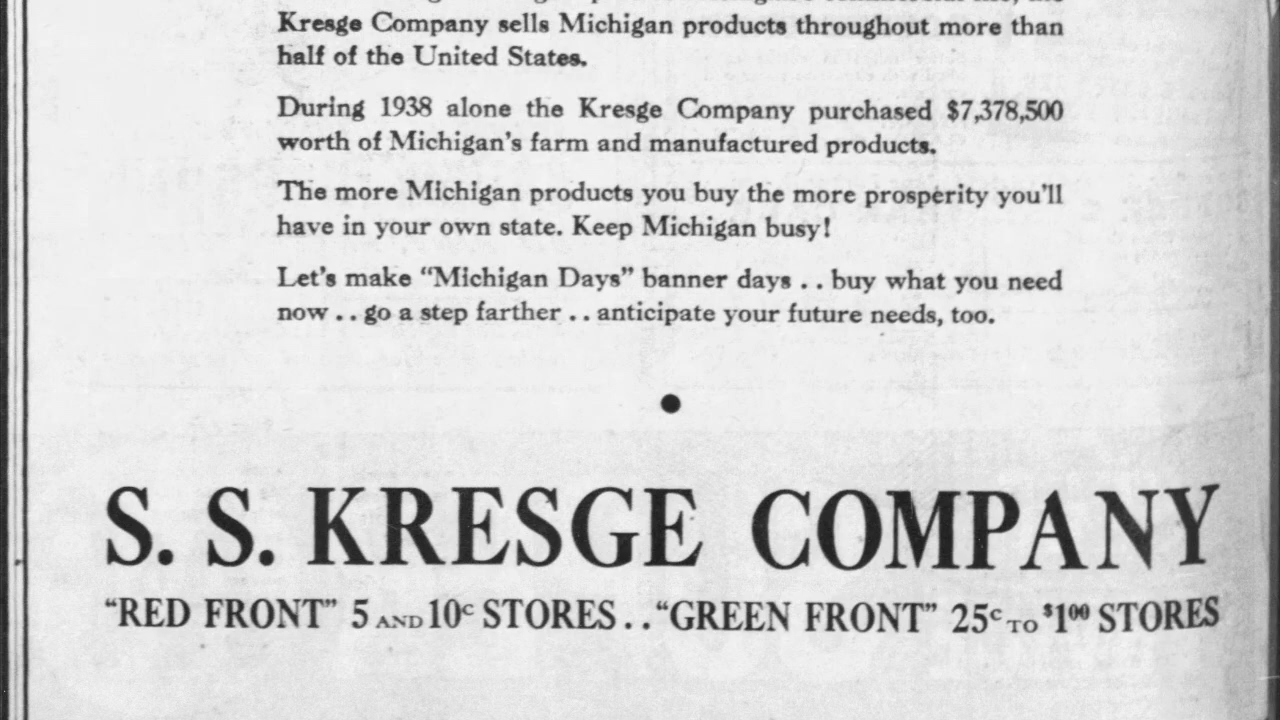 Kresge Company sells Michigan products throughout more than
half of the United States.
During 1938 alone the Kresge Company purchased $7,378,500
worth of Michigan's farm and manufactured products.
The more Michigan products you buy the more prosperity you'll
have in your own state. Keep Michigan busy!
Let's make "Michigan Days" banner days . . buy what you need
now . . go a step farther . . anticipate your future needs, too.
S. S. KRESGE COMPANY
"RED FRONT" 5 AND 10c STORES . . "GREEN FRONT" 25c TO $100 STORES